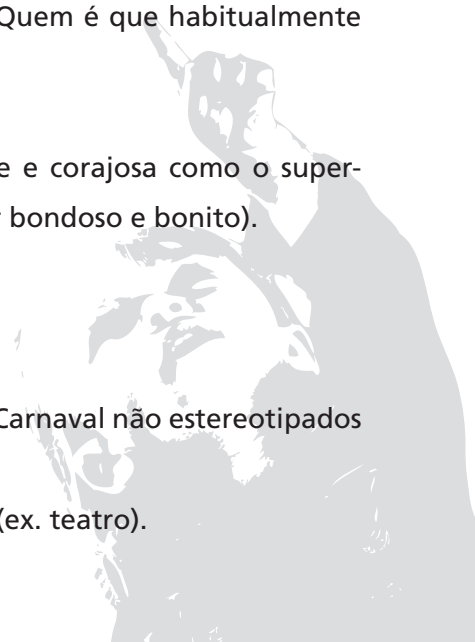 Quem é que habitualmente
e e corajosa como o super-
r bondoso e bonito).
Carnaval não estereotipados
(ex. teatro).